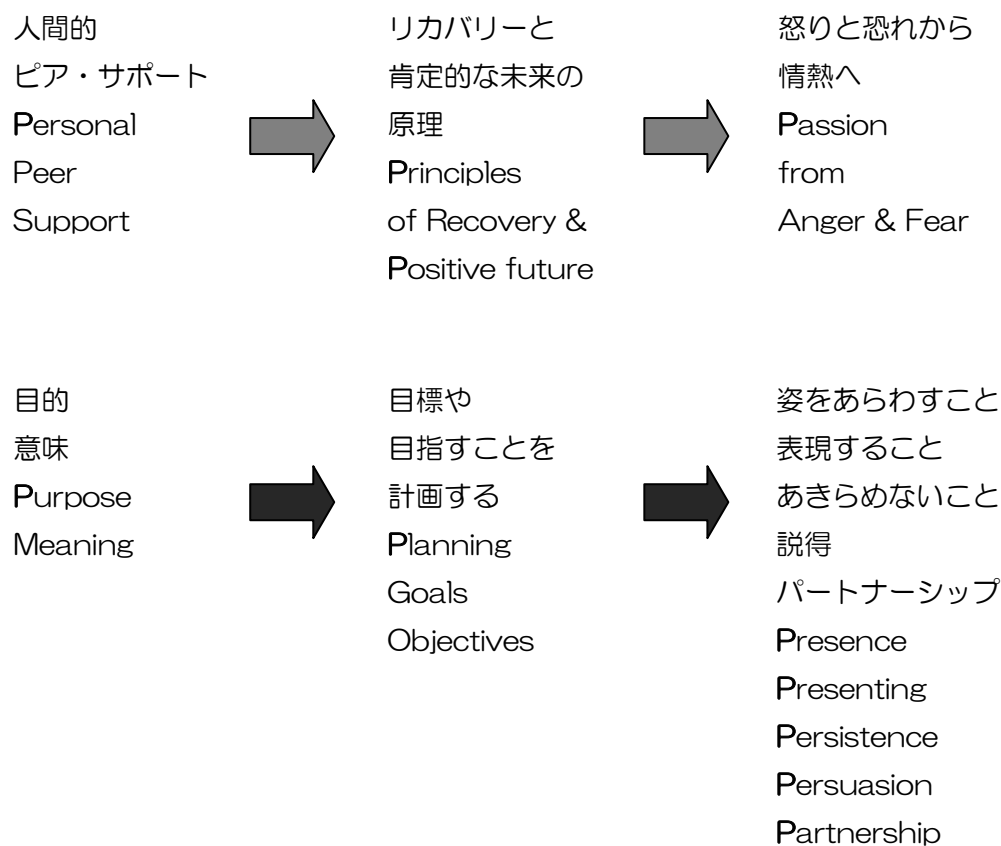 人間的
ピア・サポート
Personal
Peer
Support
リカバリーと
肯定的な未来の
原理
Principles
of Recovery &
Positive future
怒りと恐れから
情熱へ
Passion
from
Anger & Fear
目的
意味
Purpose
Meaning
目標や
目指すことを
計画する
Planning
Goals
Objectives
姿をあらわすこと
表現すること
あきらめないこと
説得
パートナーシップ
Presence
Presenting
Persistence
Persuasion
Partnership